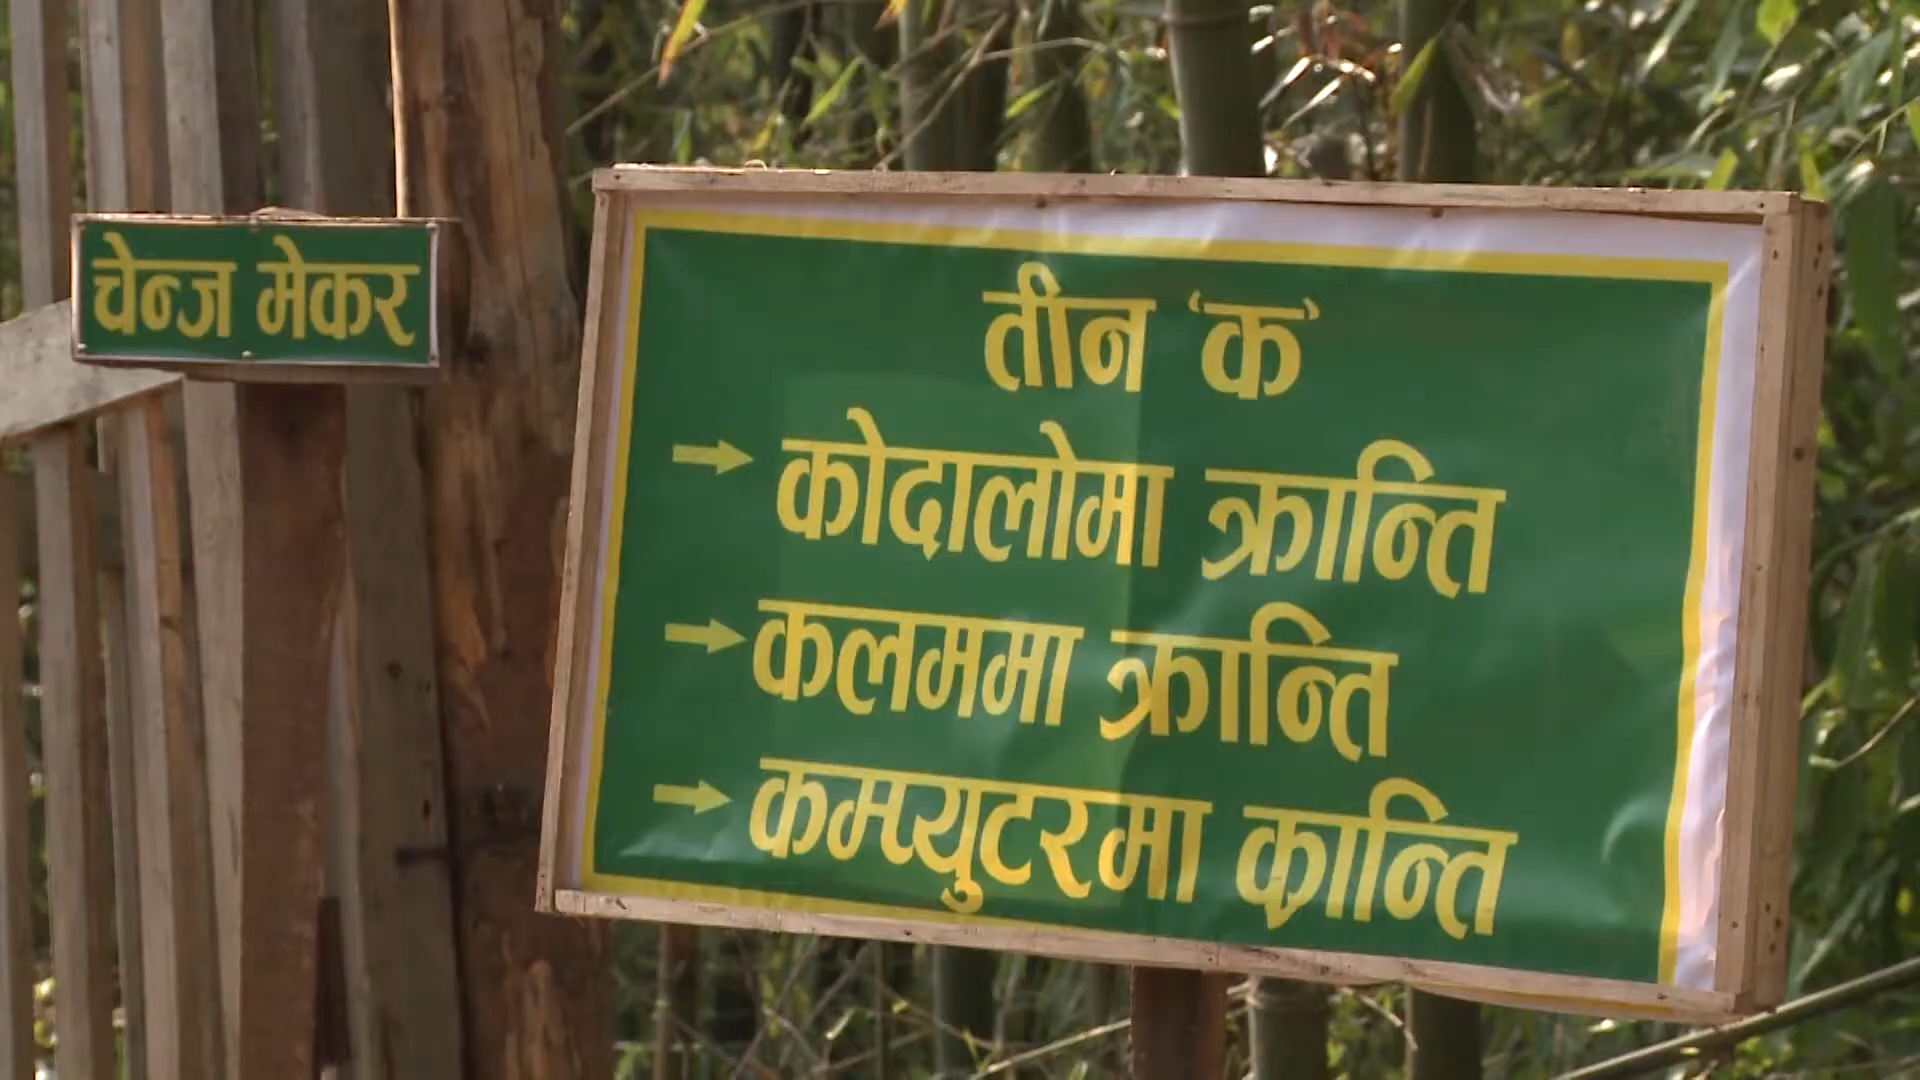 चेन्ज मेकर
तीन ‘क’
→ कोदालोमा क्रान्ति
→ कलममा क्रान्ति
→ कम्प्युटरमा क्रान्ति